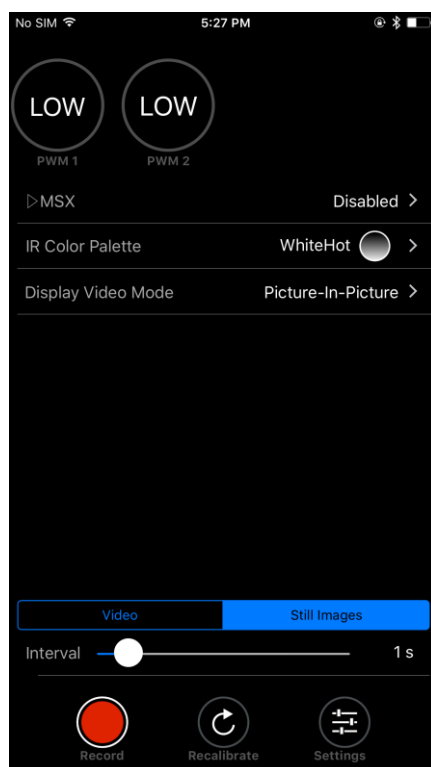 No SIM 5:27 PM
LOW LOW
PWM 1 PWM 2
MSX Disabled
IR Color Palette WhiteHot
Display Video Mode Picture-In-Picture
Video Still Images
Interval 1 s
Record Recalibrate Settings